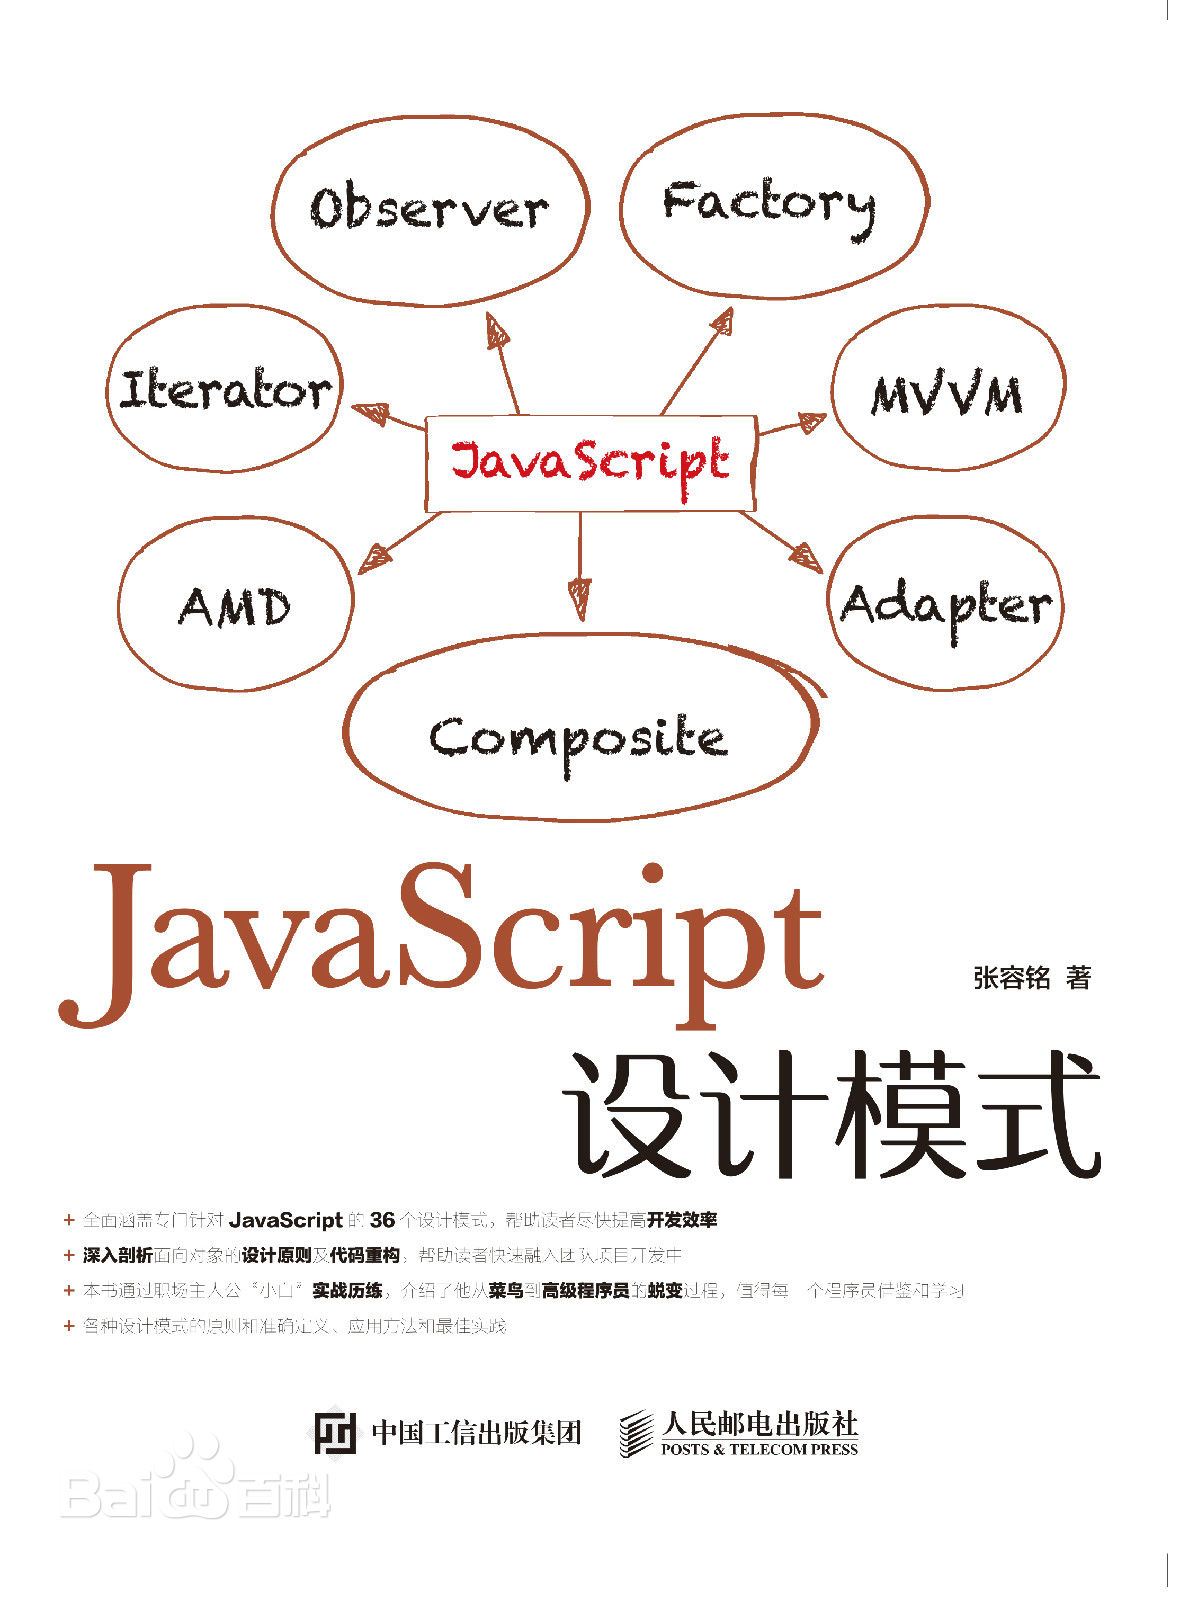 Observer
Factory
Iterator
MVVM
JavaScript
AMD
Adapter
Composite
JavaScript
张容铭 著
设计模式
+ 全面涵盖专门针对 JavaScript 的 36 个设计模式，帮助读者尽快提高开发效率
+ 深入剖析面向对象的设计原则及代码重构，帮助读者快速融入团队项目开发中
+ 本书通过职场主人公“小白”实战历练，介绍了他从菜鸟到高级程序员的蜕变过程，值得每一个程序员借鉴和学习
+ 各种设计模式的原则和准确定义、应用方法和最佳实践
中国工信出版集团
人民邮电出版社
POSTS & TELECOM PRESS
Bai 百科